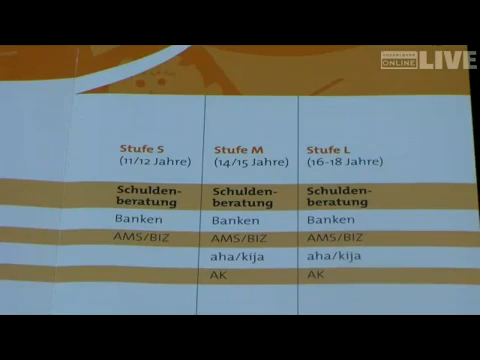 ONLINE LIVE
Stufe S Stufe M Stufe L
(11/12 Jahre) (14/15 Jahre) (16-18 Jahre)
Schulden- Schulden- Schulden-
beratung beratung beratung
Banken Banken Banken
AMS/BIZ AMS/BIZ AMS/BIZ
aha/kija aha/kija
AK AK